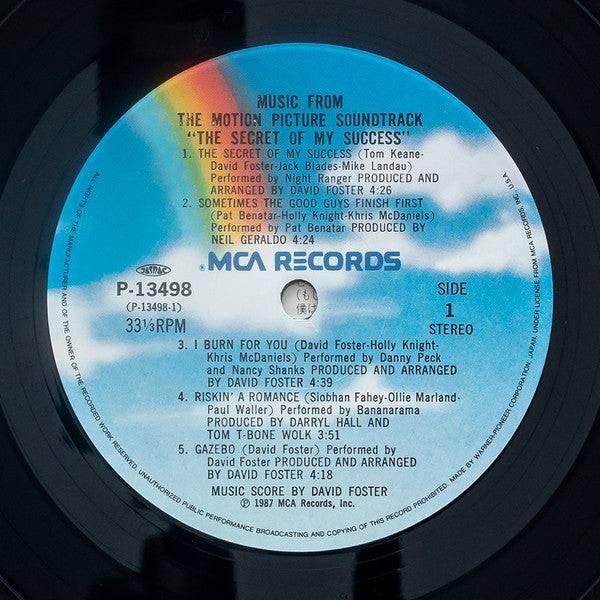 MUSIC FROM
THE MOTION PICTURE SOUNDTRACK
"THE SECRET OF MY SUCCESS"
1. THE SECRET OF MY SUCCESS (Tom Keane-
David Foster-Jack Blades-Mike Landau)
Performed by Night Ranger PRODUCED AND
ARRANGED BY DAVID FOSTER 4:26
2. SOMETIMES THE GOOD GUYS FINISH FIRST
(Pat Benatar-Holly Knight-Khris McDaniels)
Performed by Pat Benatar PRODUCED BY
NEIL GERALDO 4:24
MCA RECORDS
JASRAC
P-13498
(P-13498-1)
33⅓RPM
SIDE
1
STEREO
3. I BURN FOR YOU (David Foster-Holly Knight-
Khris McDaniels) Performed by Danny Peck
and Nancy Shanks PRODUCED AND ARRANGED
BY DAVID FOSTER 4:39
4. RISKIN' A ROMANCE (Siobhan Fahey-Ollie Marland-
Paul Waller) Performed by Bananarama
PRODUCED BY DARRYL HALL AND
TOM T-BONE WOLK 3:51
5. GAZEBO (David Foster) Performed by
David Foster PRODUCED AND ARRANGED
BY DAVID FOSTER 4:18
MUSIC SCORE BY DAVID FOSTER
℗ 1987 MCA Records, Inc.
ALL RIGHTS OF THE MANUFACTURER AND OF THE OWNER OF THE RECORDED WORK RESERVED. UNAUTHORIZED PUBLIC PERFORMANCE BROADCASTING AND COPYING OF THIS RECORD PROHIBITED. MADE BY WARNER-PIONEER CORPORATION, JAPAN, UNDER LICENSE FROM MCA RECORDS, INC., U.S.A.